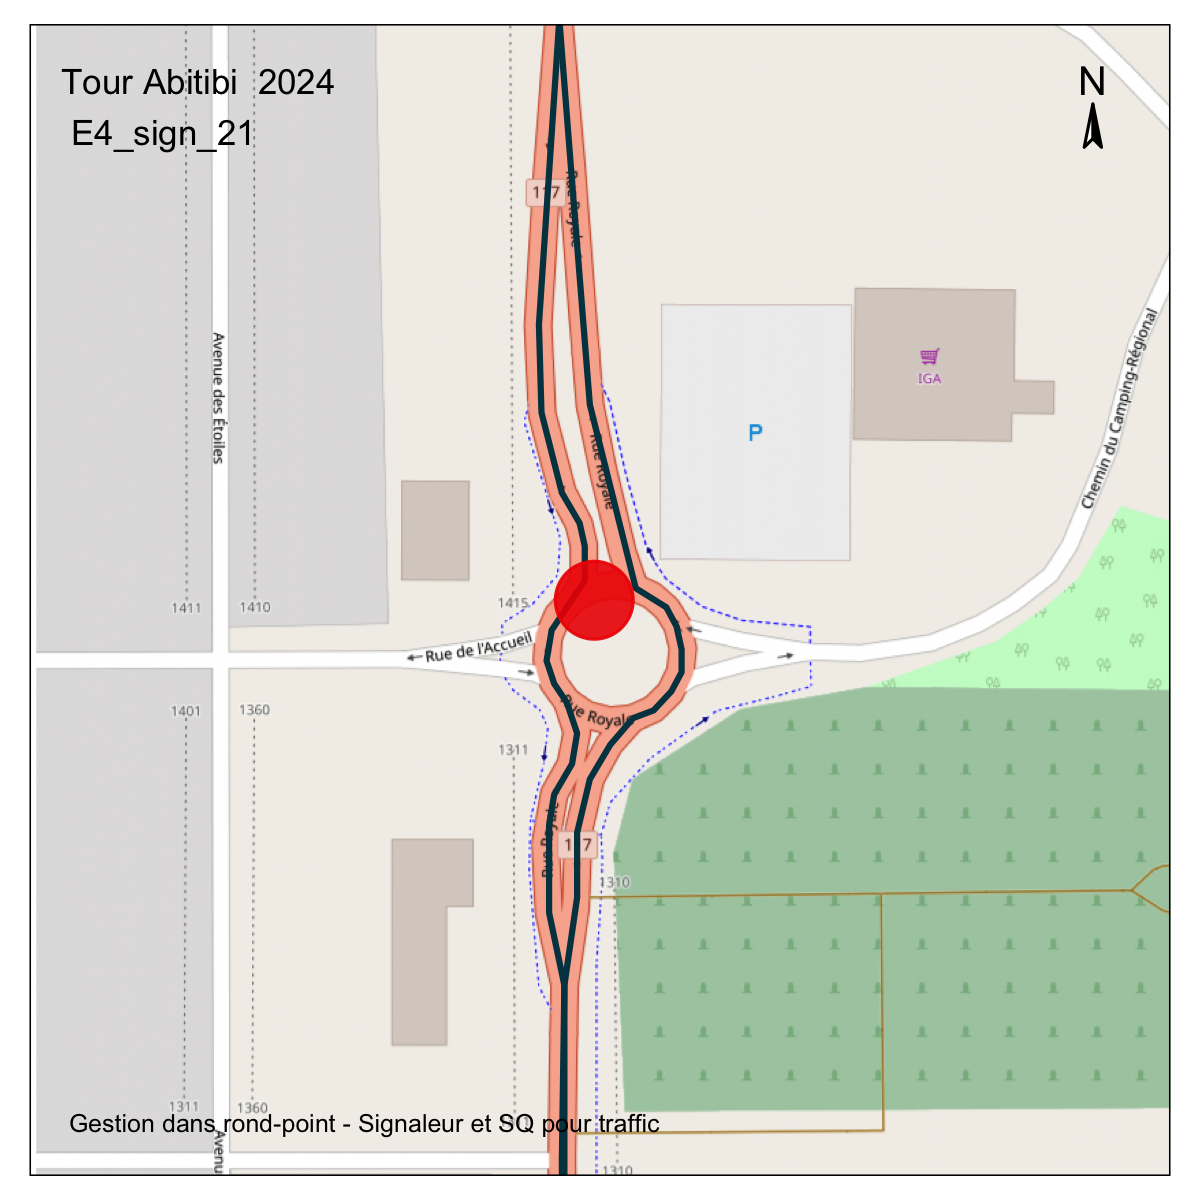 Tour Abitibi 2024
E4_sign_21
N
117
Rue Royale
IGA
P
Avenue des Étoiles
Chemin du Camping-Régional
Rue Royale
1411
1410
1415
Rue de l'Accueil
1401
1360
Rue Royale
1311
Rue Royale
117
1310
1311
1360
Gestion dans rond-point - Signaleur et SQ pour traffic
Avenu
1310